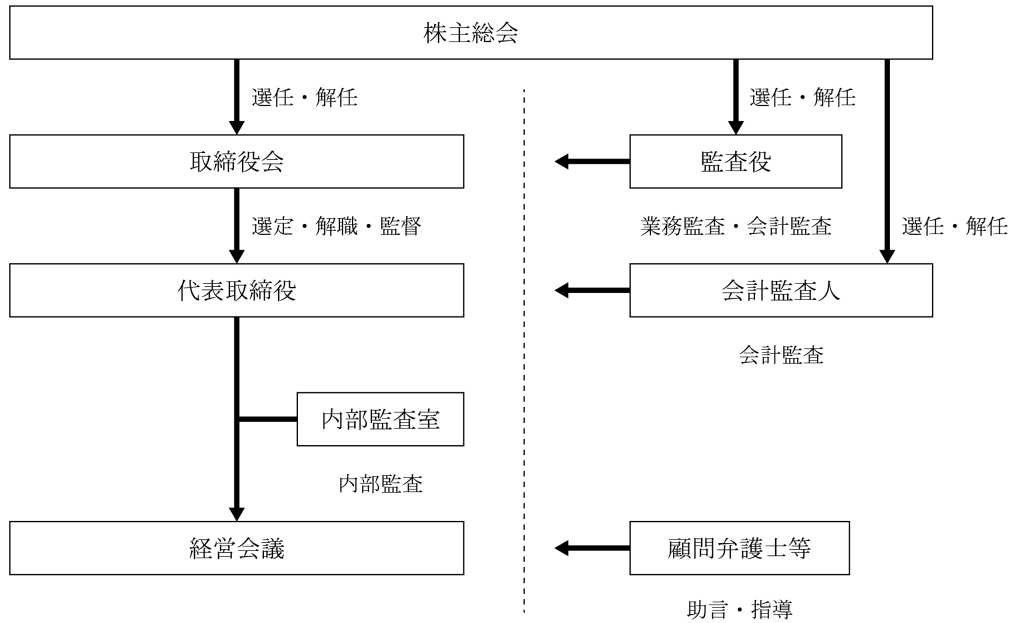 株主総会
選任・解任
選任・解任
取締役会
監査役
選定・解職・監督
業務監査・会計監査
選任・解任
代表取締役
会計監査人
会計監査
内部監査室
内部監査
経営会議
顧問弁護士等
助言・指導